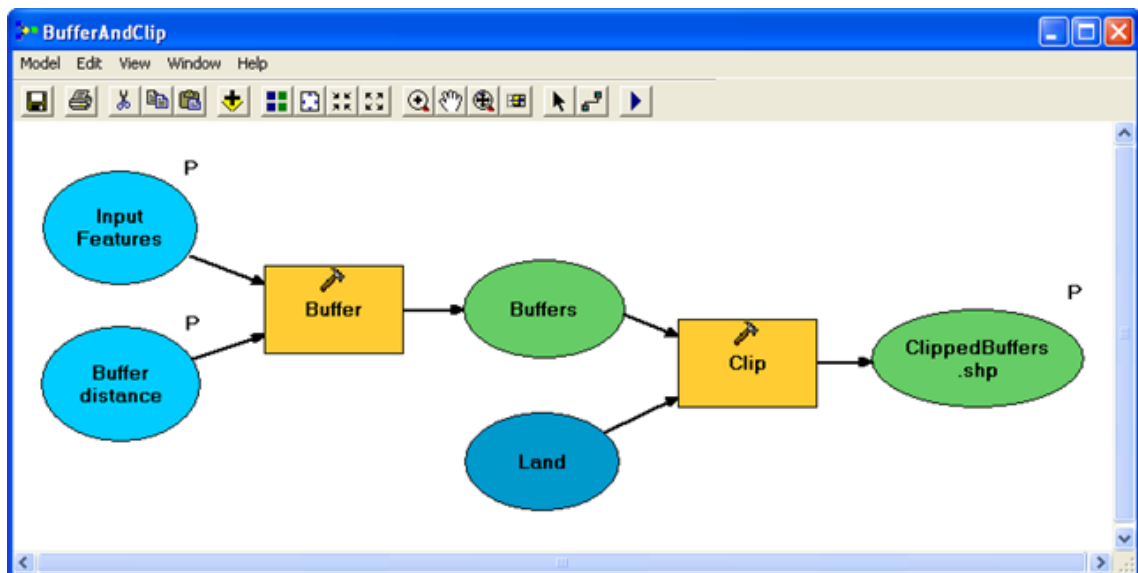 BufferAndClip
Model Edit View Window Help
P
Input
Features
P
Buffer
distance
Buffer
Buffers
Land
Clip
P
ClippedBuffers
.shp